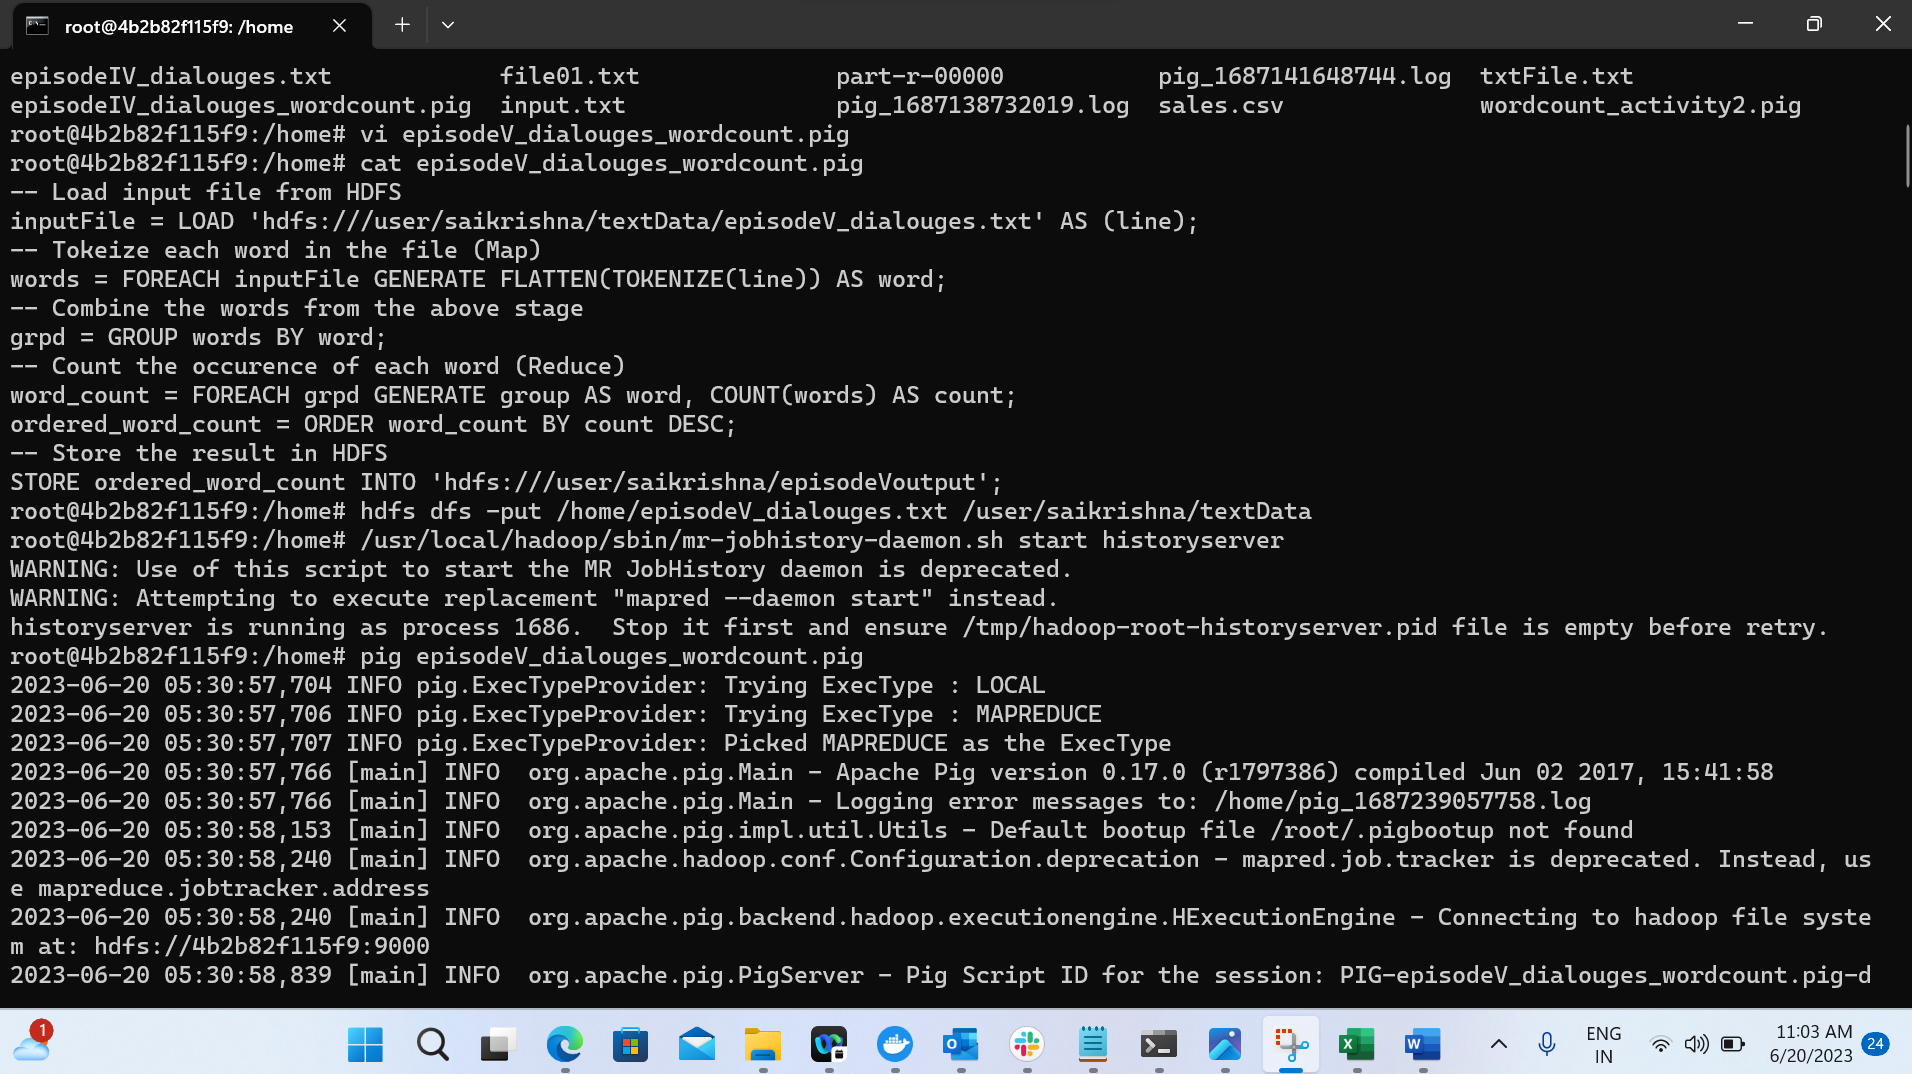 root@4b2b82f115f9: /home
episodeIV_dialouges.txt            file01.txt              part-r-00000           pig_1687141648744.log  txtFile.txt
episodeIV_dialouges_wordcount.pig  input.txt               pig_1687138732019.log  sales.csv              wordcount_activity2.pig
root@4b2b82f115f9:/home# vi episodeV_dialouges_wordcount.pig
root@4b2b82f115f9:/home# cat episodeV_dialouges_wordcount.pig
-- Load input file from HDFS
inputFile = LOAD 'hdfs:///user/saikrishna/textData/episodeV_dialouges.txt' AS (line);
-- Tokeize each word in the file (Map)
words = FOREACH inputFile GENERATE FLATTEN(TOKENIZE(line)) AS word;
-- Combine the words from the above stage
grpd = GROUP words BY word;
-- Count the occurence of each word (Reduce)
word_count = FOREACH grpd GENERATE group AS word, COUNT(words) AS count;
ordered_word_count = ORDER word_count BY count DESC;
-- Store the result in HDFS
STORE ordered_word_count INTO 'hdfs:///user/saikrishna/episodeVoutput';
root@4b2b82f115f9:/home# hdfs dfs -put /home/episodeV_dialouges.txt /user/saikrishna/textData
root@4b2b82f115f9:/home# /usr/local/hadoop/sbin/mr-jobhistory-daemon.sh start historyserver
WARNING: Use of this script to start the MR JobHistory daemon is deprecated.
WARNING: Attempting to execute replacement "mapred --daemon start" instead.
historyserver is running as process 1686.  Stop it first and ensure /tmp/hadoop-root-historyserver.pid file is empty before retry.
root@4b2b82f115f9:/home# pig episodeV_dialouges_wordcount.pig
2023-06-20 05:30:57,704 INFO pig.ExecTypeProvider: Trying ExecType : LOCAL
2023-06-20 05:30:57,706 INFO pig.ExecTypeProvider: Trying ExecType : MAPREDUCE
2023-06-20 05:30:57,707 INFO pig.ExecTypeProvider: Picked MAPREDUCE as the ExecType
2023-06-20 05:30:57,766 [main] INFO  org.apache.pig.Main - Apache Pig version 0.17.0 (r1797386) compiled Jun 02 2017, 15:41:58
2023-06-20 05:30:57,766 [main] INFO  org.apache.pig.Main - Logging error messages to: /home/pig_1687239057758.log
2023-06-20 05:30:58,153 [main] INFO  org.apache.pig.impl.util.Utils - Default bootup file /root/.pigbootup not found
2023-06-20 05:30:58,240 [main] INFO  org.apache.hadoop.conf.Configuration.deprecation - mapred.job.tracker is deprecated. Instead, us
e mapreduce.jobtracker.address
2023-06-20 05:30:58,240 [main] INFO  org.apache.pig.backend.hadoop.executionengine.HExecutionEngine - Connecting to hadoop file syste
m at: hdfs://4b2b82f115f9:9000
2023-06-20 05:30:58,839 [main] INFO  org.apache.pig.PigServer - Pig Script ID for the session: PIG-episodeV_dialouges_wordcount.pig-d
1
ENG
IN
11:03 AM
6/20/2023
24